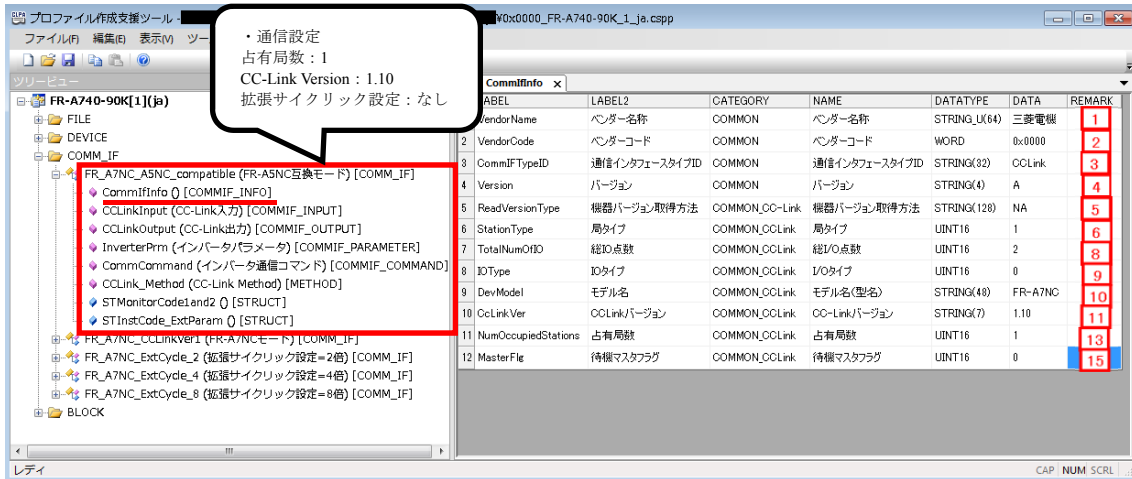 プロファイル作成支援ツール -
¥0x0000_FR-A740-90K_1_ja.cspp
ファイル(F) 編集(E) 表示(V) ツー
・通信設定
占有局数：1
CC-Link Version：1.10
拡張サイクリック設定：なし
ツリービュー
FR-A740-90K[1](ja)
FILE
DEVICE
COMM_IF
FR_A7NC_A5NC_compatible (FR-A5NC互換モード) [COMM_IF]
CommIfInfo () [COMMIF_INFO]
CCLinkInput (CC-Link入力) [COMMIF_INPUT]
CCLinkOutput (CC-Link出力) [COMMIF_OUTPUT]
InverterPrm (インバータパラメータ) [COMMIF_PARAMETER]
CommCommand (インバータ通信コマンド) [COMMIF_COMMAND]
CCLink_Method (CC-Link Method) [METHOD]
STMonitorCode1and2 () [STRUCT]
STInstCode_ExtParam () [STRUCT]
FR_A7NC_CCLinkVer1 (FR-A7NCモード) [COMM_IF]
FR_A7NC_ExtCycle_2 (拡張サイクリック設定=2倍) [COMM_IF]
FR_A7NC_ExtCycle_4 (拡張サイクリック設定=4倍) [COMM_IF]
FR_A7NC_ExtCycle_8 (拡張サイクリック設定=8倍) [COMM_IF]
BLOCK
CommIfInfo x
LABEL LABEL2 CATEGORY NAME DATATYPE DATA REMARK
VendorName ベンダー名称 COMMON ベンダー名称 STRING_U(64) 三菱電機 1
2 VendorCode ベンダーコード COMMON ベンダーコード WORD 0x0000 2
3 CommIFTypeID 通信インタフェースタイプID COMMON 通信インタフェースタイプID STRING(32) CCLink 3
4 Version バージョン COMMON バージョン STRING(4) A 4
5 ReadVersionType 機器バージョン取得方法 COMMON_CC-Link 機器バージョン取得方法 STRING(128) NA 5
6 StationType 局タイプ COMMON_CCLink 局タイプ UINT16 1 6
7 TotalNumOfIO 総IO点数 COMMON_CCLink 総I/O点数 UINT16 2 8
8 IOType IOタイプ COMMON_CCLink I/Oタイプ UINT16 0 9
9 DevModel モデル名 COMMON_CCLink モデル名(型名) STRING(48) FR-A7NC 10
10 CcLinkVer CCLinkバージョン COMMON_CCLink CC-Linkバージョン STRING(7) 1.10 11
11 NumOccupiedStations 占有局数 COMMON_CCLink 占有局数 UINT16 1 13
12 MasterFlg 待機マスタフラグ COMMON_CCLink 待機マスタフラグ UINT16 0 15
レディ
CAP NUM SCRL